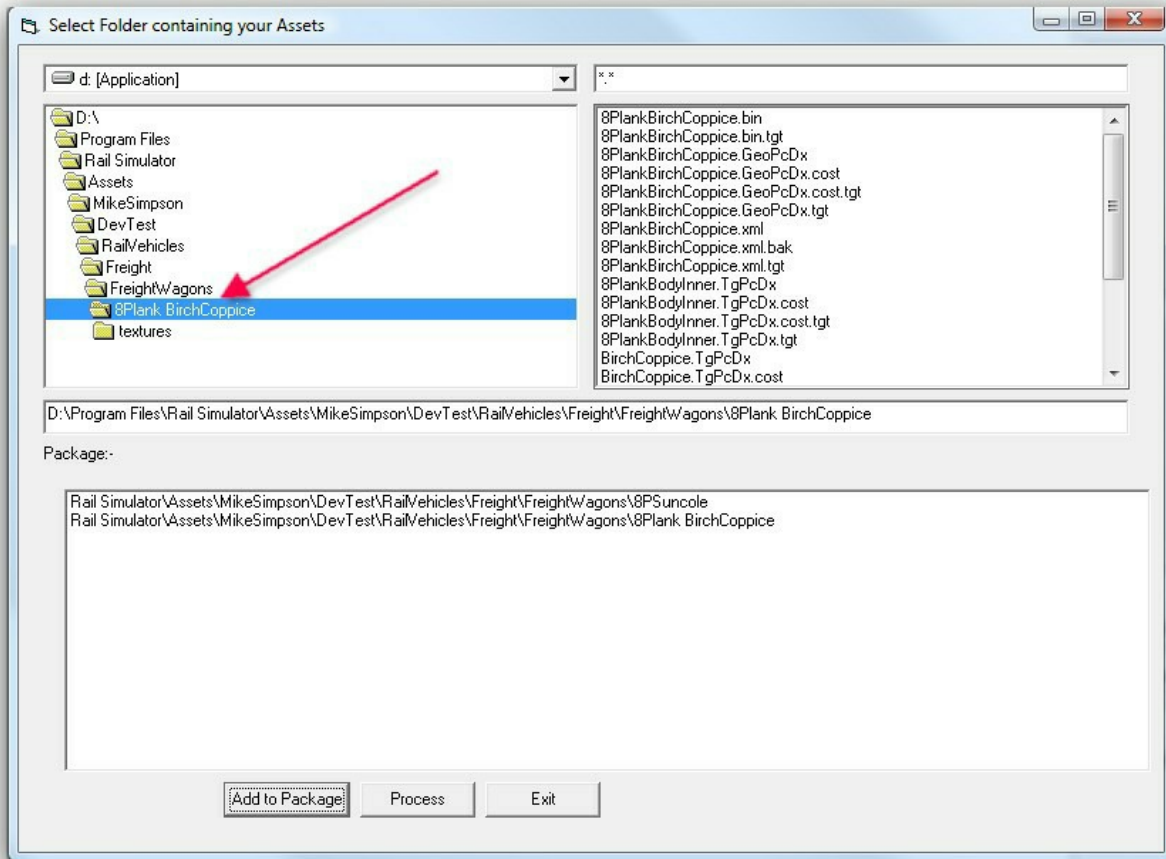 Select Folder containing your Assets
d: [Application]
*.*
D:\
Program Files
Rail Simulator
Assets
MikeSimpson
DevTest
RailVehicles
Freight
FreightWagons
8Plank BirchCoppice
textures
8PlankBirchCoppice.bin
8PlankBirchCoppice.bin.tgt
8PlankBirchCoppice.GeoPcDx
8PlankBirchCoppice.GeoPcDx.cost
8PlankBirchCoppice.GeoPcDx.cost.tgt
8PlankBirchCoppice.GeoPcDx.tgt
8PlankBirchCoppice.xml
8PlankBirchCoppice.xml.bak
8PlankBirchCoppice.xml.tgt
8PlankBodyInner.TgPcDx
8PlankBodyInner.TgPcDx.cost
8PlankBodyInner.TgPcDx.cost.tgt
8PlankBodyInner.TgPcDx.tgt
BirchCoppice.TgPcDx
BirchCoppice.TgPcDx.cost
D:\Program Files\Rail Simulator\Assets\MikeSimpson\DevTest\RailVehicles\Freight\FreightWagons\8Plank BirchCoppice
Package:-
Rail Simulator\Assets\MikeSimpson\DevTest\RailVehicles\Freight\FreightWagons\8PSuncole
Rail Simulator\Assets\MikeSimpson\DevTest\RailVehicles\Freight\FreightWagons\8Plank BirchCoppice
Add to Package
Process
Exit